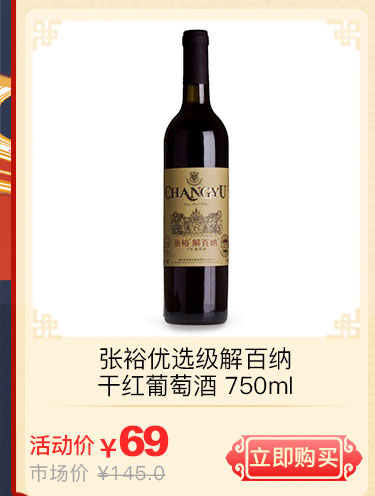 CHANGYU
张裕 解百纳
张裕优选级解百纳
干红葡萄酒 750ml
活动价 ¥69
立即购买
市场价 ¥145.0